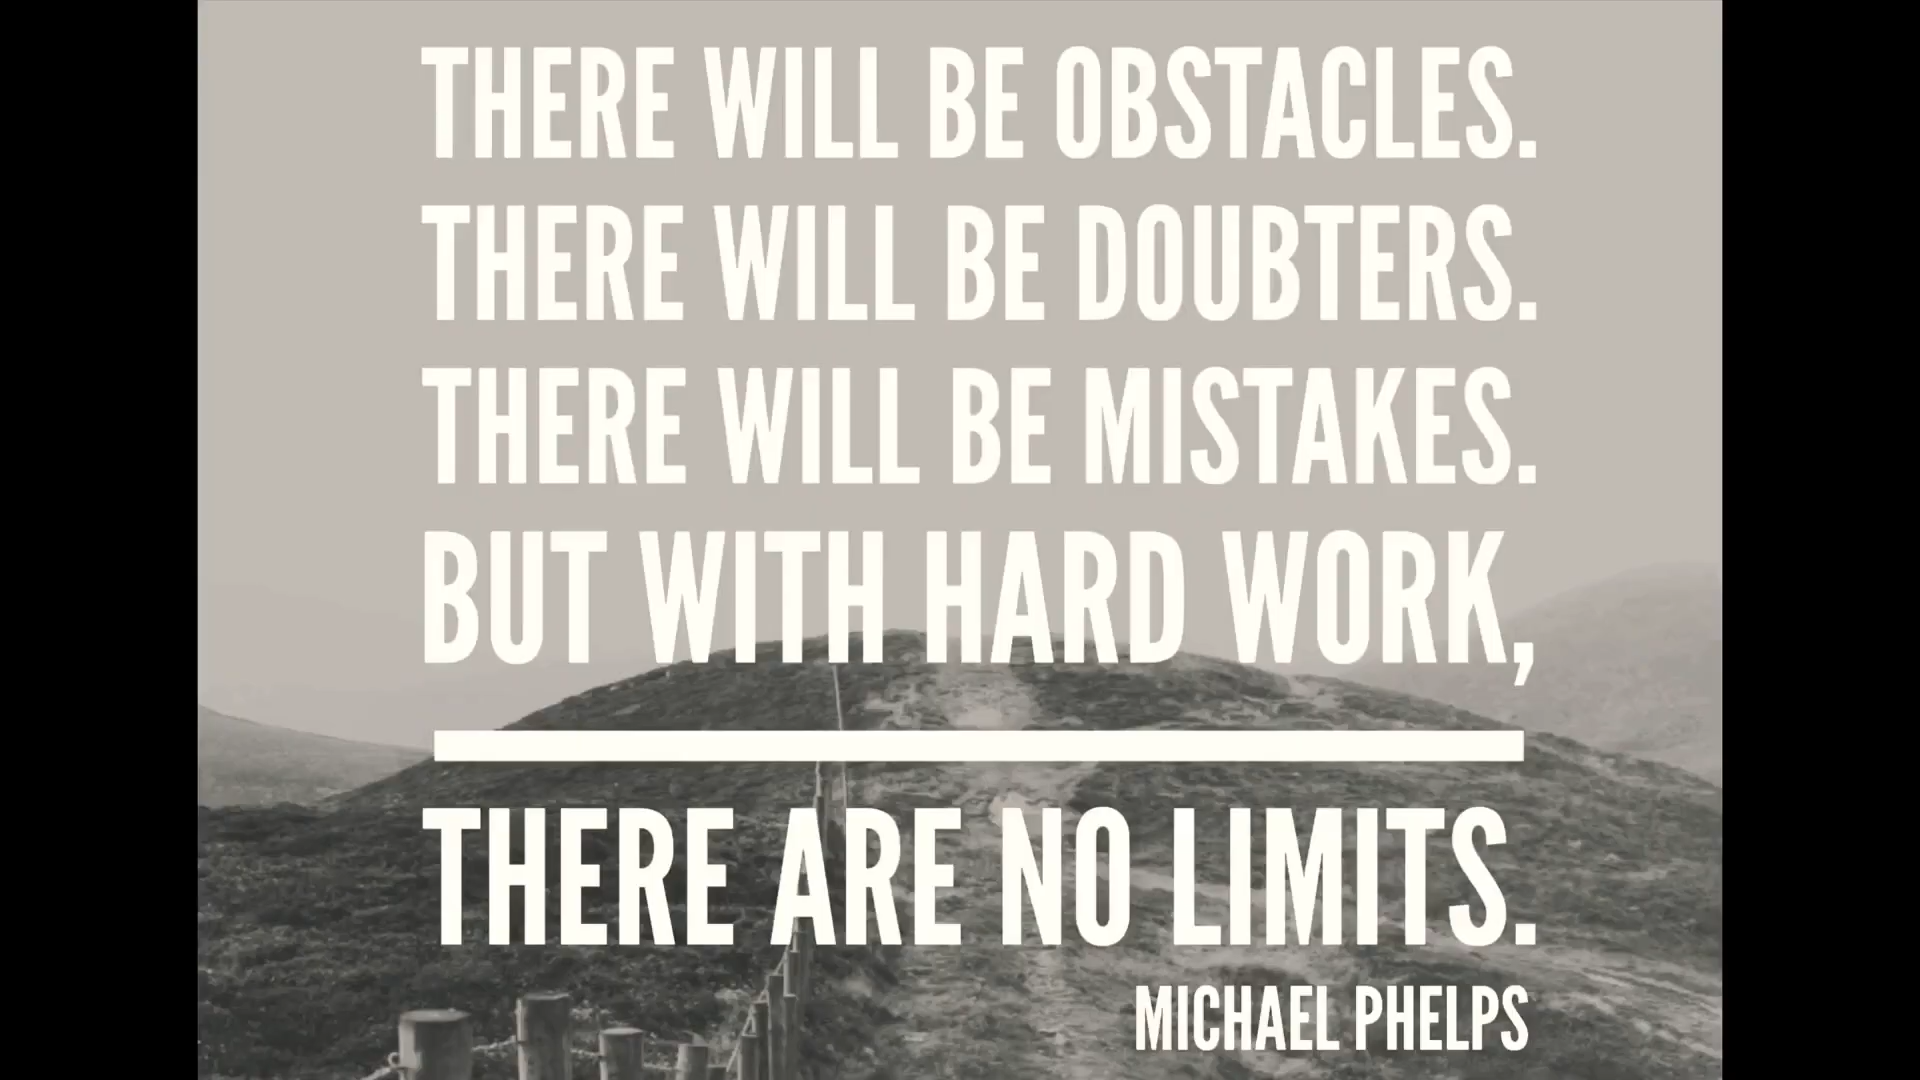 THERE WILL BE OBSTACLES.
THERE WILL BE DOUBTERS.
THERE WILL BE MISTAKES.
BUT WITH HARD WORK,
THERE ARE NO LIMITS.
MICHAEL PHELPS